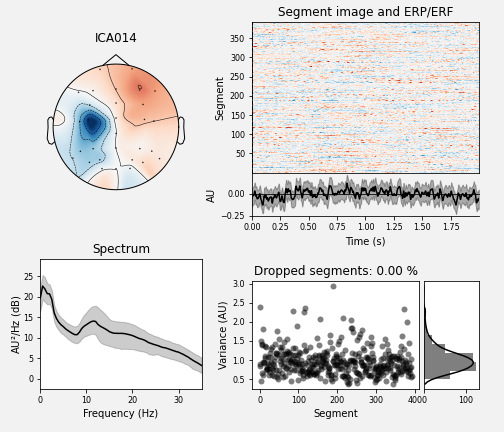 ICA014
Segment image and ERP/ERF
Segment
350
300
250
200
150
100
50
AU
0.00
−0.25
0.00 0.25 0.50 0.75 1.00 1.25 1.50 1.75
Time (s)
Spectrum
AU²/Hz (dB)
25
20
15
10
5
0
0 10 20 30
Frequency (Hz)
Dropped segments: 0.00 %
Variance (AU)
3.0
2.5
2.0
1.5
1.0
0.5
0 100 200 300 400
Segment
0 100